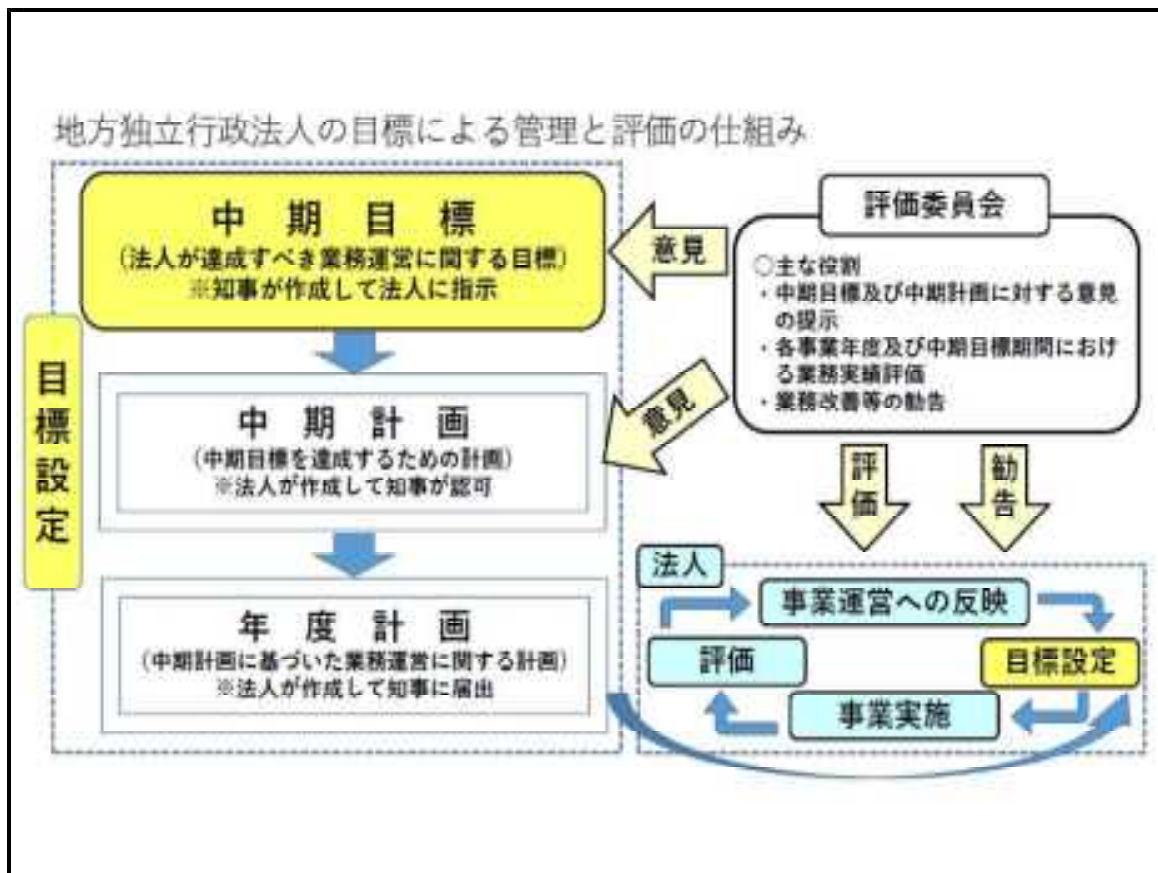 地方独立行政法人の目標による管理と評価の仕組み
目標設定
中期目標
(法人が達成すべき業務運営に関する目標)
※知事が作成して法人に指示
中期計画
(中期目標を達成するための計画)
※法人が作成して知事が認可
年度計画
(中期計画に基づいた業務運営に関する計画)
※法人が作成して知事に届出
意見
意見
評価委員会
○主な役割
・中期目標及び中期計画に対する意見
の提示
・各事業年度及び中期目標期間におけ
る業務実績評価
・業務改善等の勧告
評価
勧告
法人
事業運営への反映
評価
目標設定
事業実施